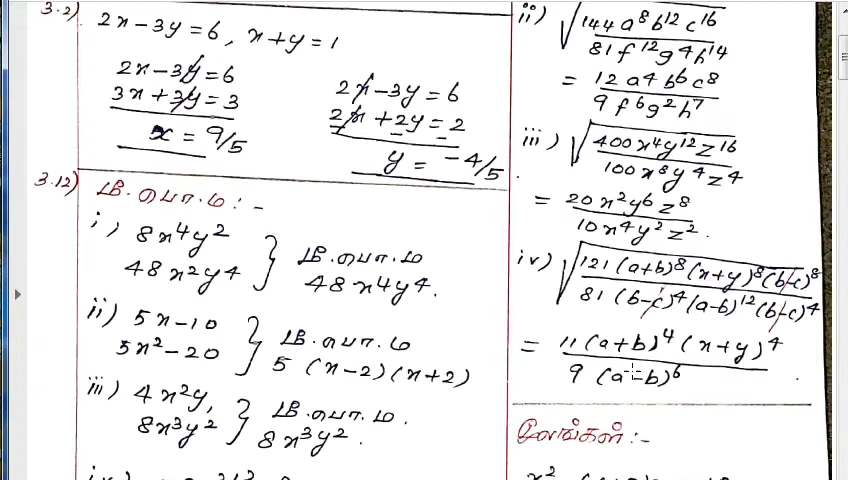 3.2) 2x-3y=6, x+y=1
2x-3y=6
3x+3y=3
x = 9/5
2x-3y=6
2x+2y=2
y = -4/5
3.12) மீ.பொ.ம :-
i) 8x⁴y²
48x²y⁴
மீ.பொ.ம
48x⁴y⁴.
ii) 5x-10
5x²-20
மீ.பொ.ம
5 (x-2)(x+2)
iii) 4x²y,
8x³y²
மீ.பொ.ம.
8x³y².
ii) √144a⁸b¹²c¹⁶
81f¹²g⁴h¹⁴
= 12a⁴b⁶c⁸
9f⁶g²h⁷
iii) √400x⁴y¹²z¹⁶
100x⁸y⁴z⁴
= 20x²y⁶z⁸
10x⁴y²z².
iv) √121(a+b)⁸(x+y)⁸(b-c)⁸
81(b-c)⁴(a-b)¹²(b-c)⁴
= 11(a+b)⁴(x+y)⁴
9(a-b)⁶.